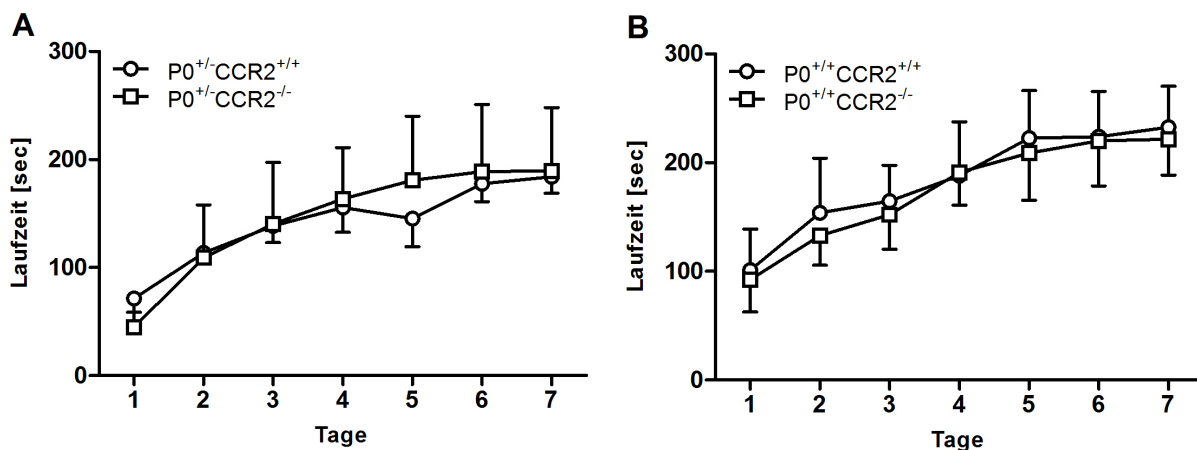 A
300
200
100
0
Laufzeit [sec]
P0+/-CCR2+/+
P0+/-CCR2-/-
1 2 3 4 5 6 7
Tage
B
300
200
100
0
Laufzeit [sec]
P0+/+CCR2+/+
P0+/+CCR2-/-
1 2 3 4 5 6 7
Tage